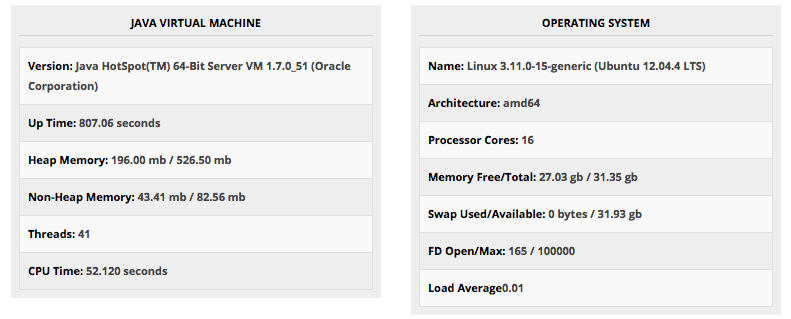 JAVA VIRTUAL MACHINE
Version: Java HotSpot(TM) 64-Bit Server VM 1.7.0_51 (Oracle
Corporation)
Up Time: 807.06 seconds
Heap Memory: 196.00 mb / 526.50 mb
Non-Heap Memory: 43.41 mb / 82.56 mb
Threads: 41
CPU Time: 52.120 seconds
OPERATING SYSTEM
Name: Linux 3.11.0-15-generic (Ubuntu 12.04.4 LTS)
Architecture: amd64
Processor Cores: 16
Memory Free/Total: 27.03 gb / 31.35 gb
Swap Used/Available: 0 bytes / 31.93 gb
FD Open/Max: 165 / 100000
Load Average0.01